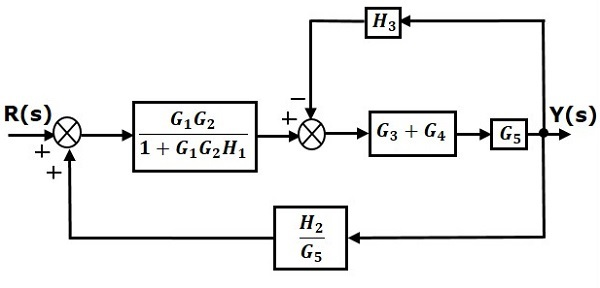 H₃
−
R(s)
G₁G₂
1 + G₁G₂H₁
+
G₃ + G₄
G₅
Y(s)
+
+
H₂
G₅